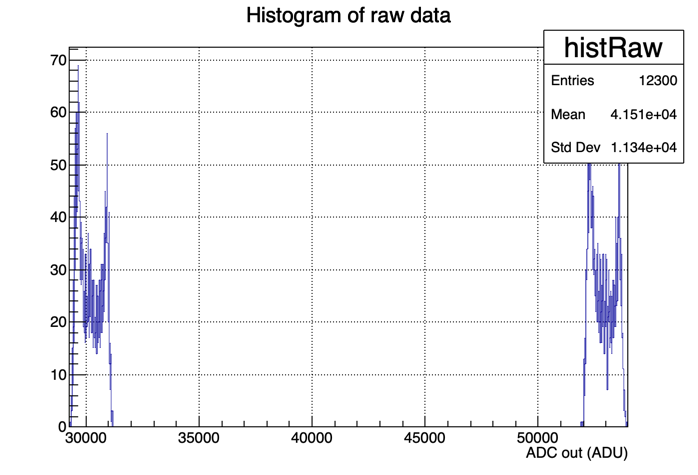 Histogram of raw data
histRaw
Entries 12300
Mean 4.151e+04
Std Dev 1.134e+04
70
60
50
40
30
20
10
0
30000 35000 40000 45000 50000
ADC out (ADU)